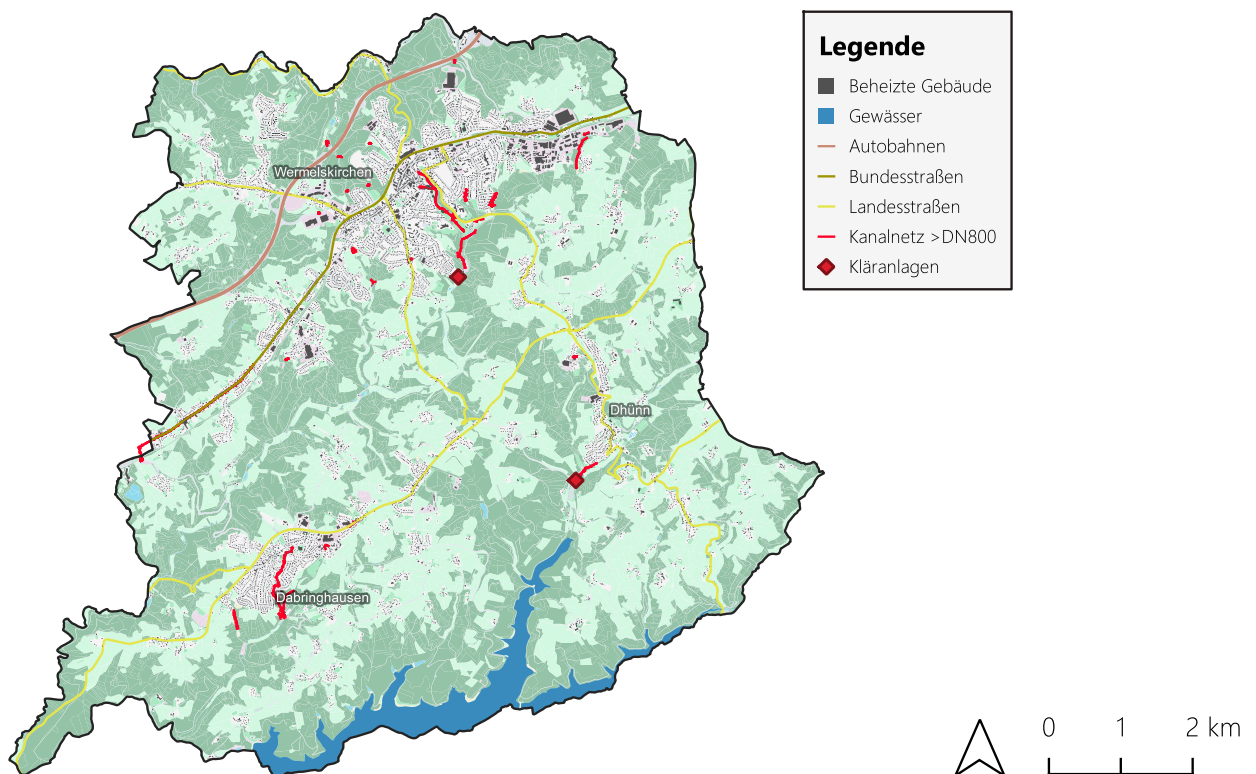 Legende
Beheizte Gebäude
Gewässer
Autobahnen
Bundesstraßen
Landesstraßen
Kanalnetz >DN800
Kläranlagen
Wermelskirchen
Dhünn
Dabringhausen
0 1 2 km